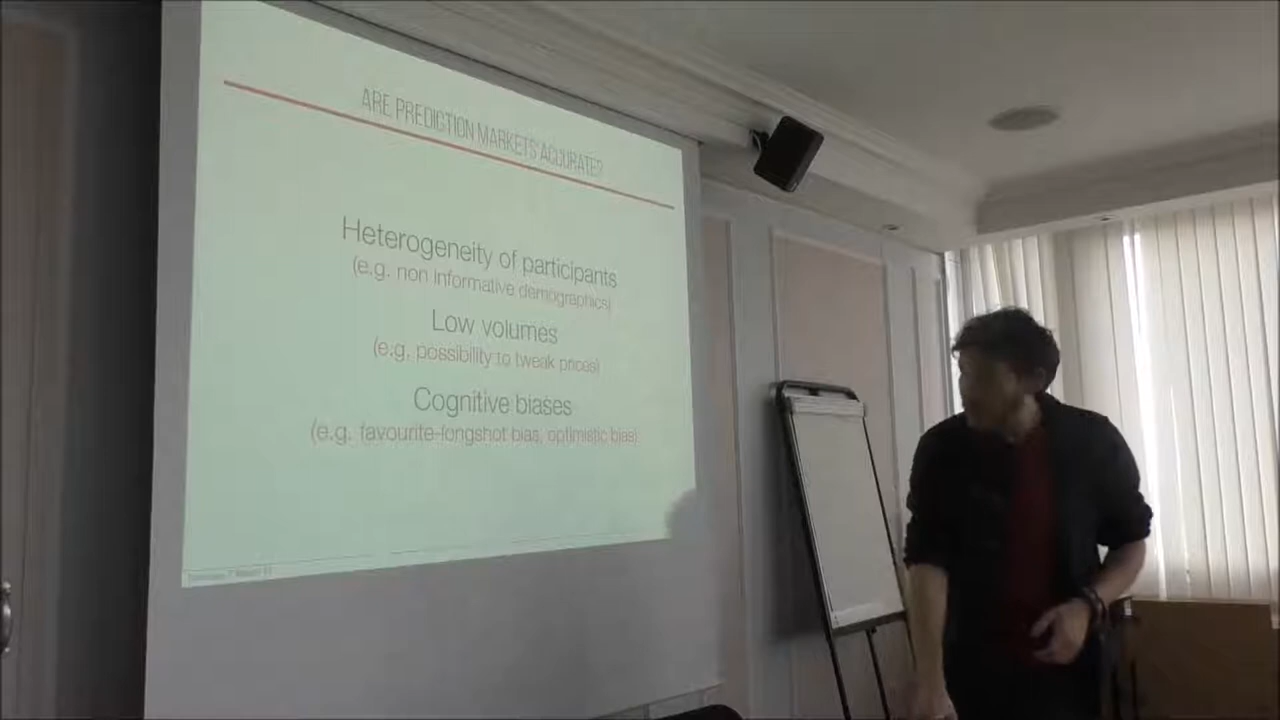 ARE PREDICTION MARKETS ACCURATE?
Heterogeneity of participants
(e.g. non informative demographics)
Low volumes
(e.g. possibility to tweak prices)
Cognitive biases
(e.g. favourite-longshot bias, optimistic bias)